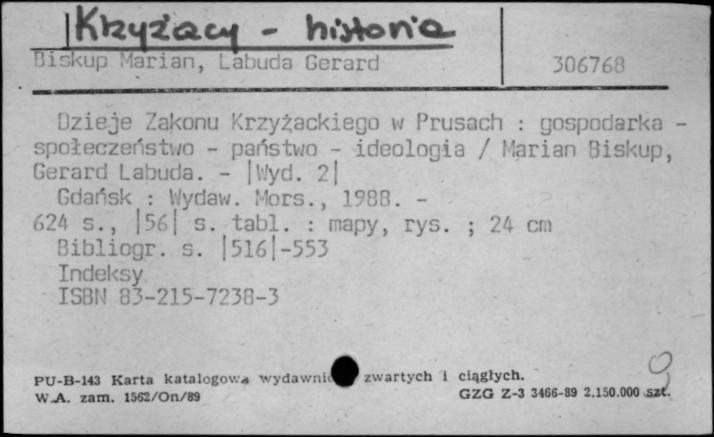 Krzyżacy - historia
Biskup Marian, Labuda Gerard 306768
Dzieje Zakonu Krzyżackiego w Prusach : gospodarka -
społeczeństwo - państwo - ideologia / Marian Biskup,
Gerard Labuda. - |Wyd. 2|
Gdańsk : Wydaw. Mors., 1988. -
624 s., |56| s. tabl. : mapy, rys. ; 24 cm
Bibliogr. s. |516|-553
Indeksy
ISBN 83-215-7238-3
PU-B-143 Karta katalogowa wydawni zwartych i ciągłych.
W.A. zam. 1562/On/89 GZG Z-3 3466-89 2.150.000 szt.